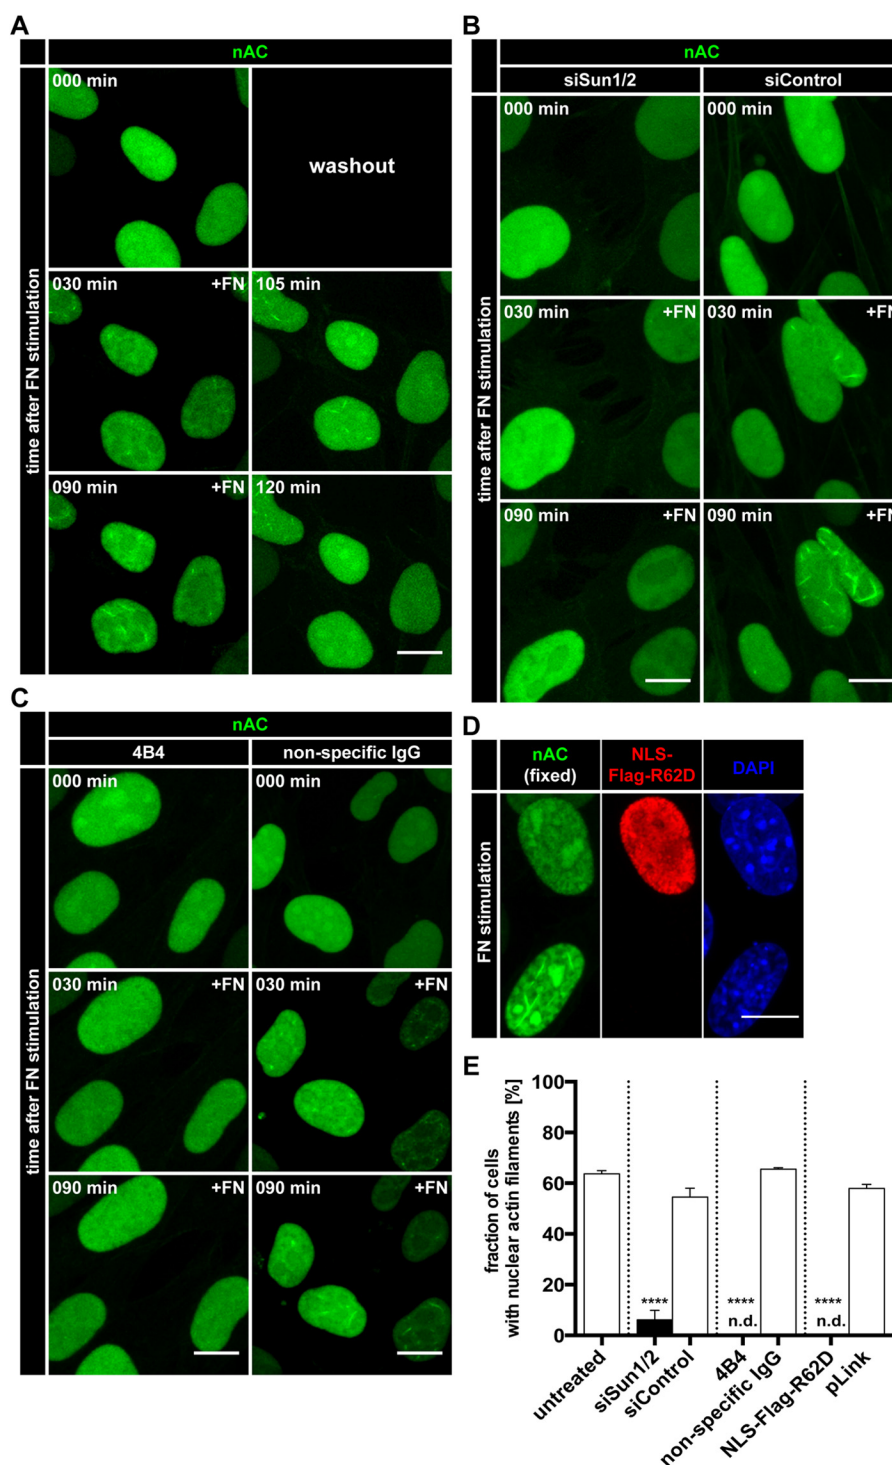 A
nAC
time after FN stimulation
000 min
washout
030 min +FN
105 min
090 min +FN
120 min
B
nAC
siSun1/2 siControl
time after FN stimulation
000 min 000 min
030 min +FN 030 min +FN
090 min +FN 090 min +FN
C
nAC
4B4 non-specific IgG
time after FN stimulation
000 min 000 min
030 min +FN 030 min +FN
090 min +FN 090 min +FN
D
nAC
(fixed)
NLS-
Flag-R62D
DAPI
FN stimulation
E
fraction of cells
with nuclear actin filaments [%]
100
80
60
40
20
0
**** **** ****
n.d. n.d.
untreated
siSun1/2
siControl
4B4
non-specific IgG
NLS-Flag-R62D
pLink